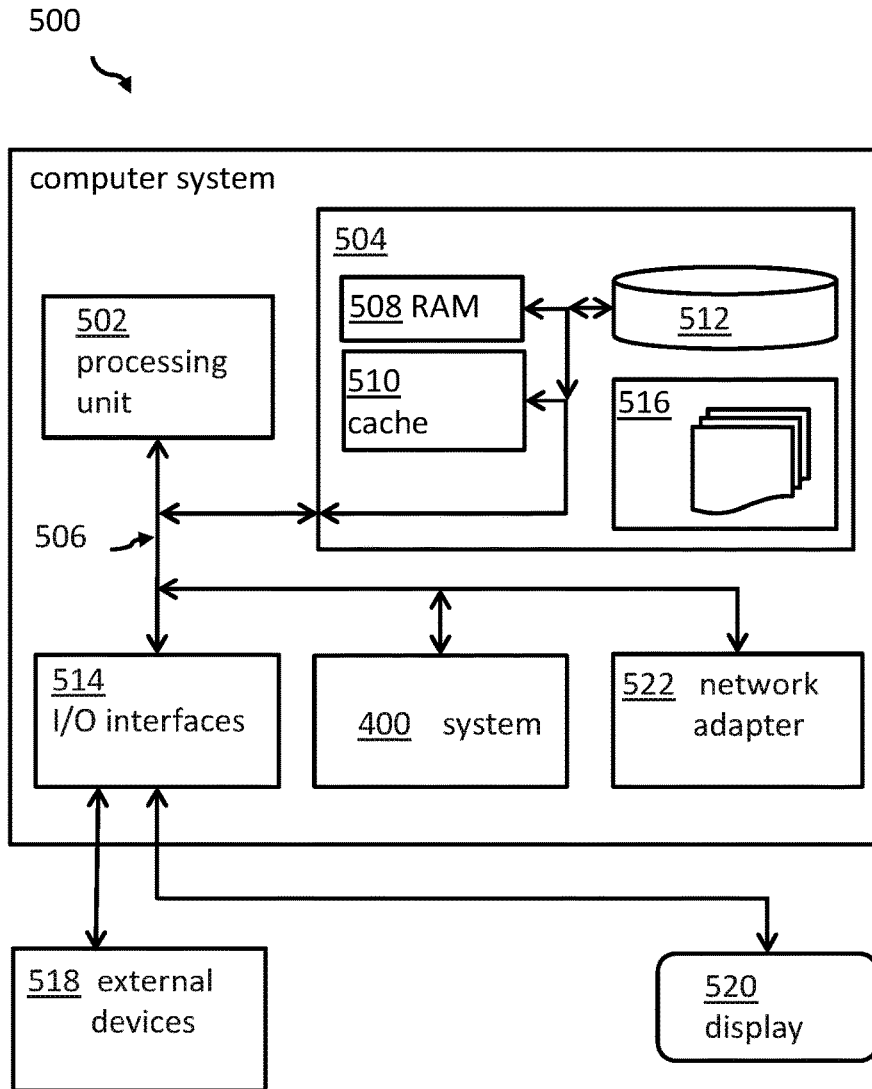 500
computer system
504
508 RAM
512
502
processing
unit
510
cache
516
506
514
I/O interfaces
400 system
522 network
adapter
518 external
devices
520
display